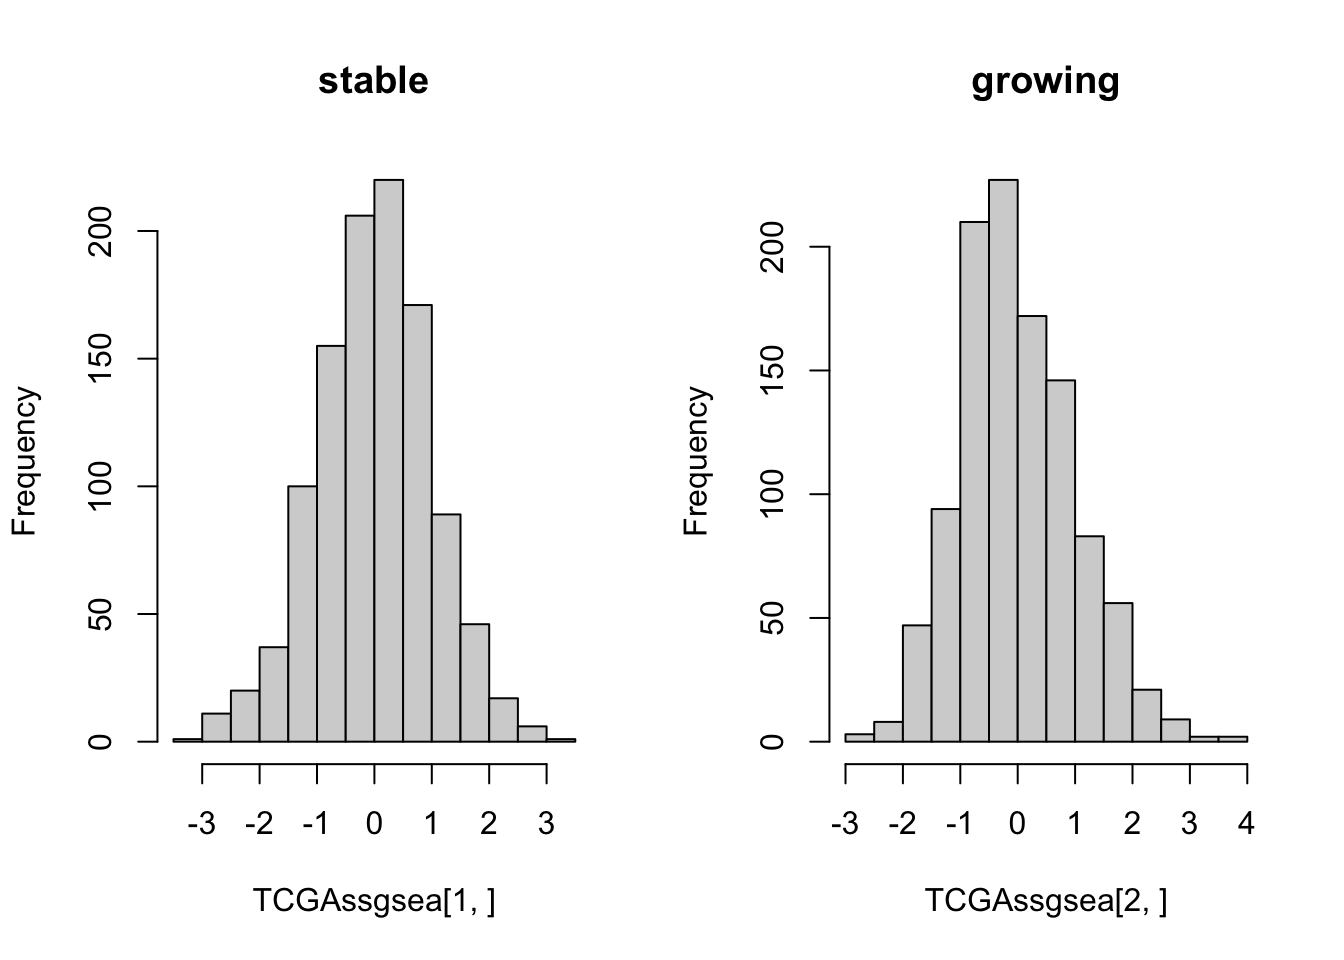 stable
Frequency
200
150
100
50
0
-3 -2 -1 0 1 2 3
TCGAssgsea[1, ]
growing
Frequency
200
150
100
50
0
-3 -2 -1 0 1 2 3 4
TCGAssgsea[2, ]